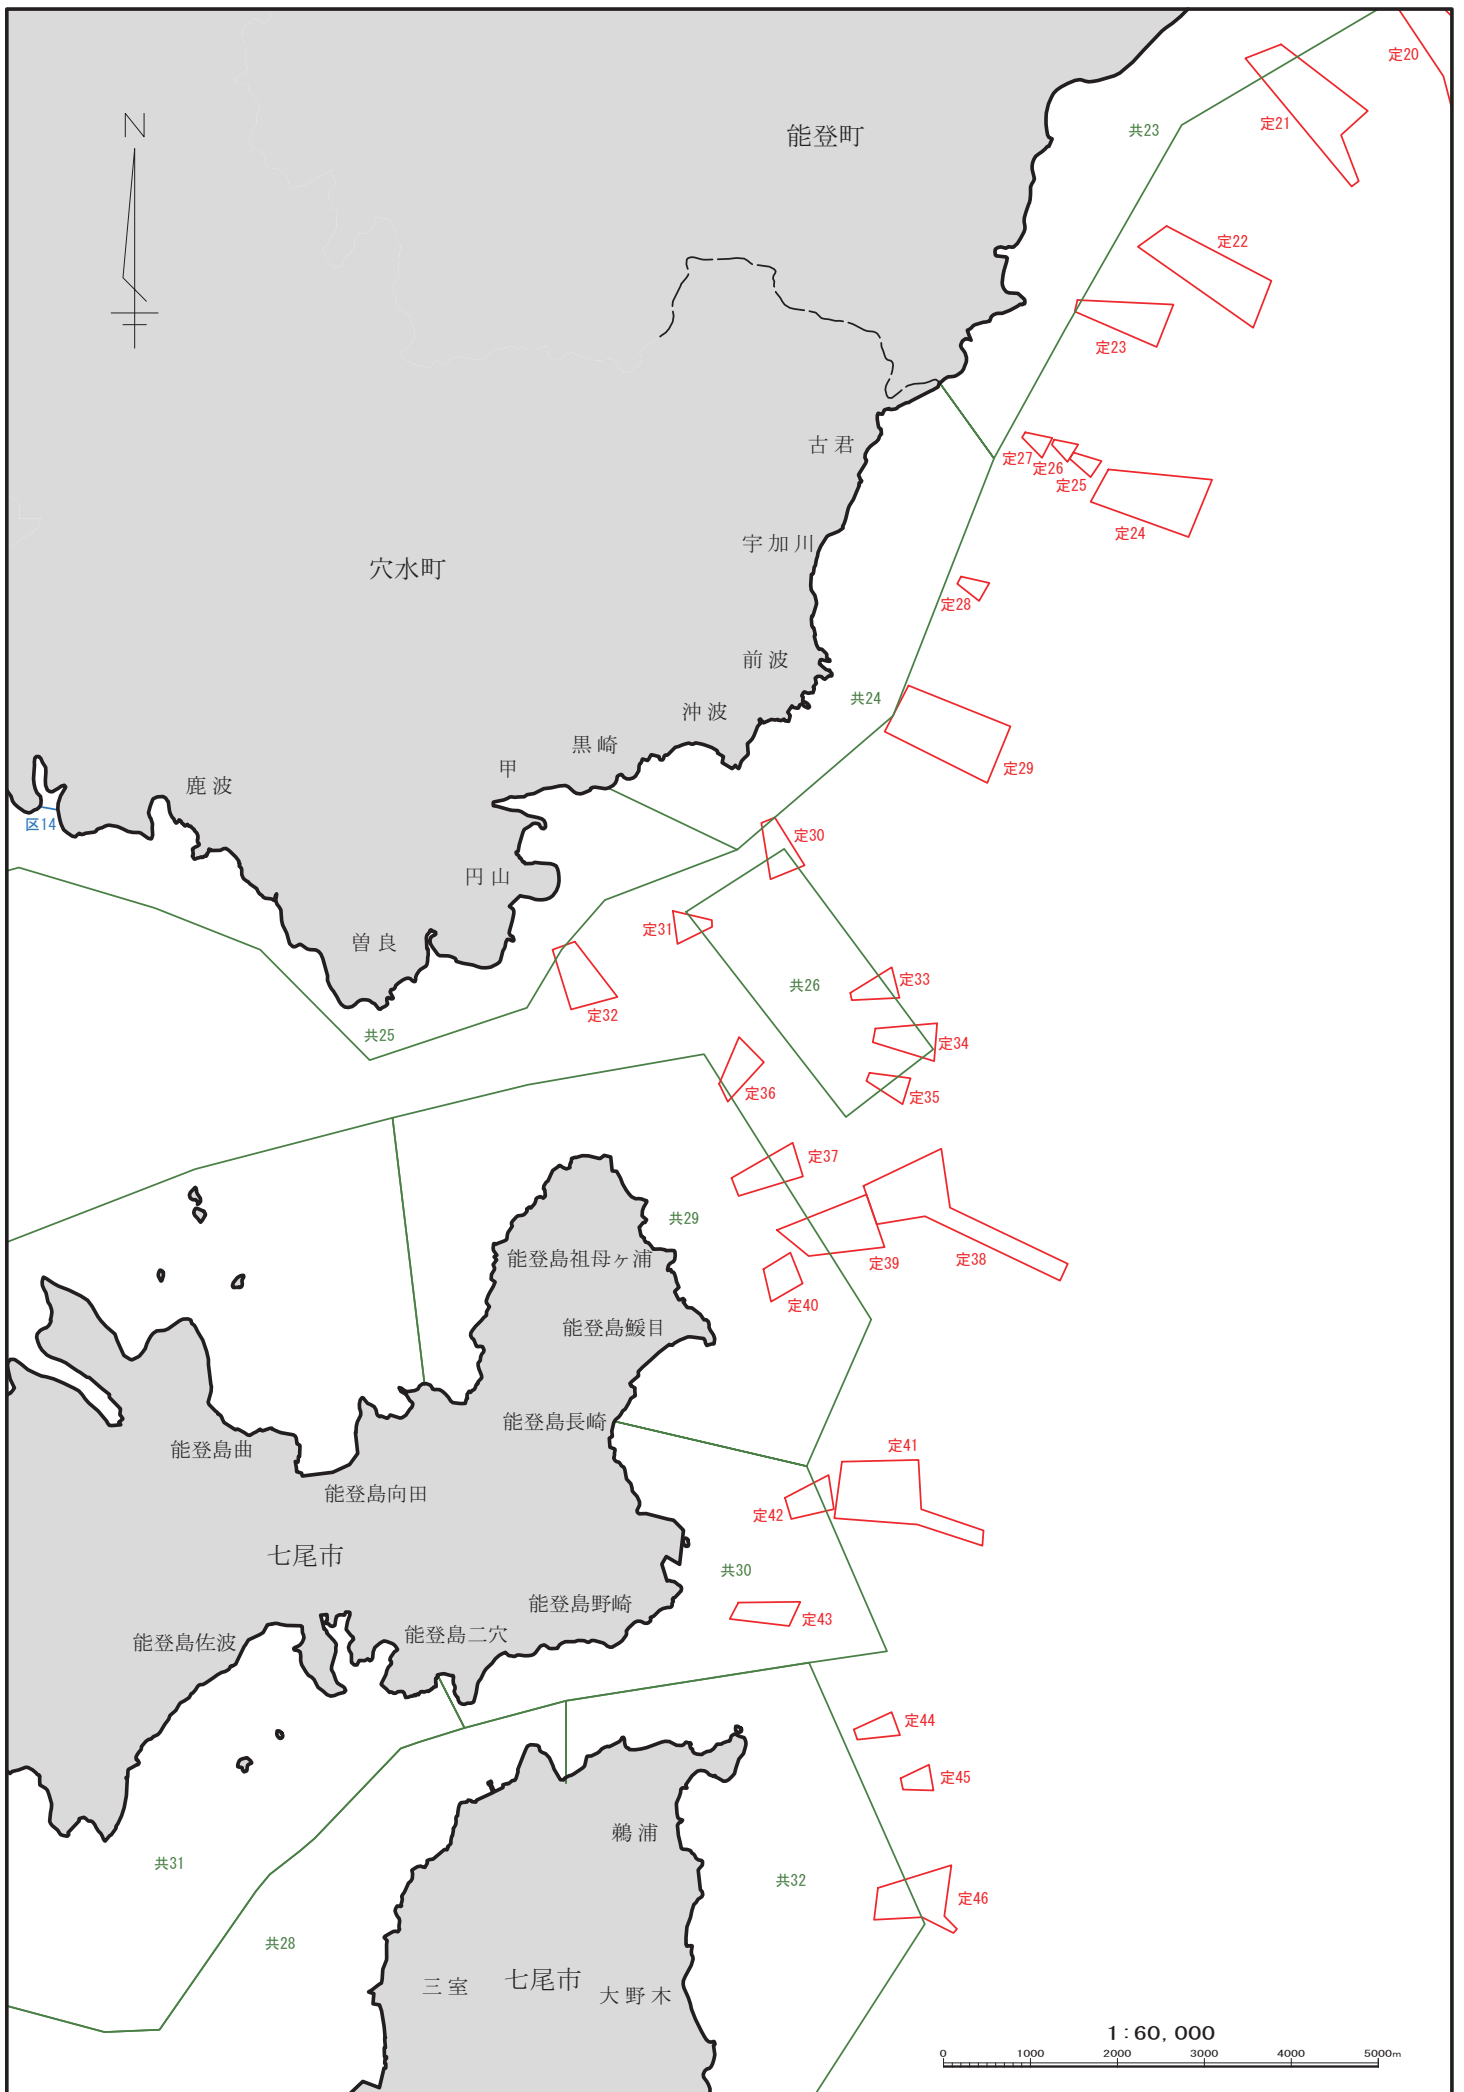 定20
N
定21
共23
能登町
定22
定23
古君
定27
定26
定25
定24
宇加川
穴水町
定28
前波
共24
沖波
黒崎
定29
甲
鹿波
区14
定30
円山
定31
曽良
定33
共26
定32
共25
定34
定36
定35
定37
共29
能登島祖母ヶ浦
定39
定38
定40
能登島鰀目
能登島長崎
定41
能登島曲
能登島向田
定42
七尾市
共30
能登島野崎
定43
能登島二穴
能登島佐波
定44
定45
鵜浦
共31
共32
定46
共28
三室
七尾市
大野木
1:60,000
0 1000 2000 3000 4000 5000m